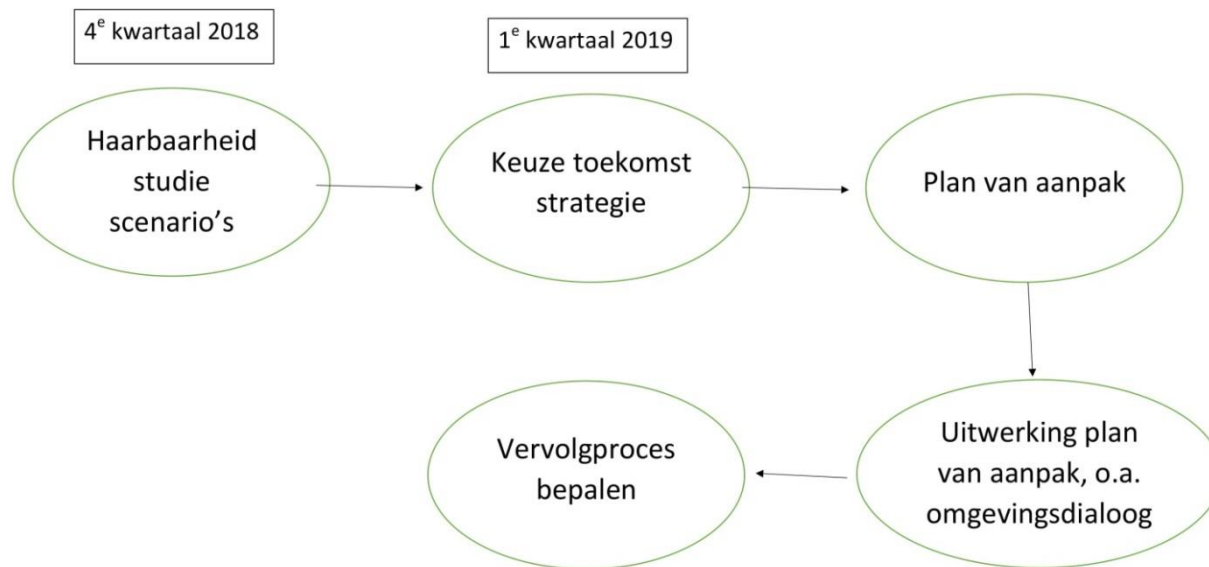 4e kwartaal 2018
1e kwartaal 2019
Haarbaarheid
studie
scenario's
Keuze toekomst
strategie
Plan van aanpak
Uitwerking plan
van aanpak, o.a.
omgevingsdialoog
Vervolgproces
bepalen